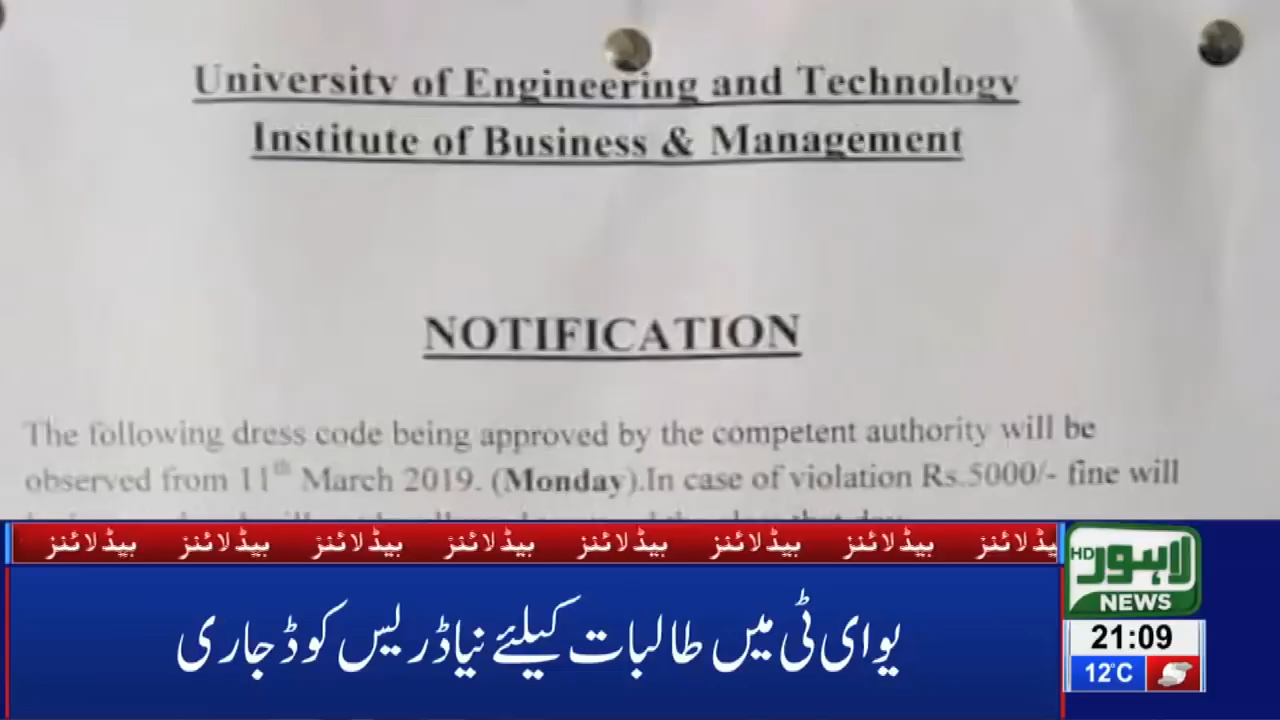 University of Engineering and Technology
Institute of Business & Management
NOTIFICATION
The following dress code being approved by the competent authority will be
observed from 11th March 2019. (Monday).In case of violation Rs.5000/- fine will
ہیڈلائنز ہیڈلائنز ہیڈلائنز ہیڈلائنز ہیڈلائنز ہیڈلائنز ہیڈلائنز ہیڈلائنز
لاہور HD
NEWS
یو ای ٹی میں طالبات کیلئے نیا ڈریس کوڈ جاری
21:09
12°C